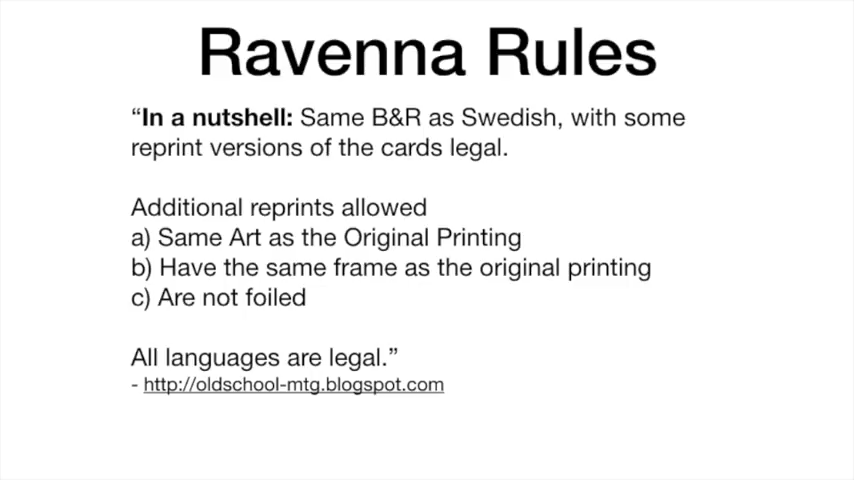 Ravenna Rules
“In a nutshell: Same B&R as Swedish, with some
reprint versions of the cards legal.
Additional reprints allowed
a) Same Art as the Original Printing
b) Have the same frame as the original printing
c) Are not foiled
All languages are legal.”
- http://oldschool-mtg.blogspot.com